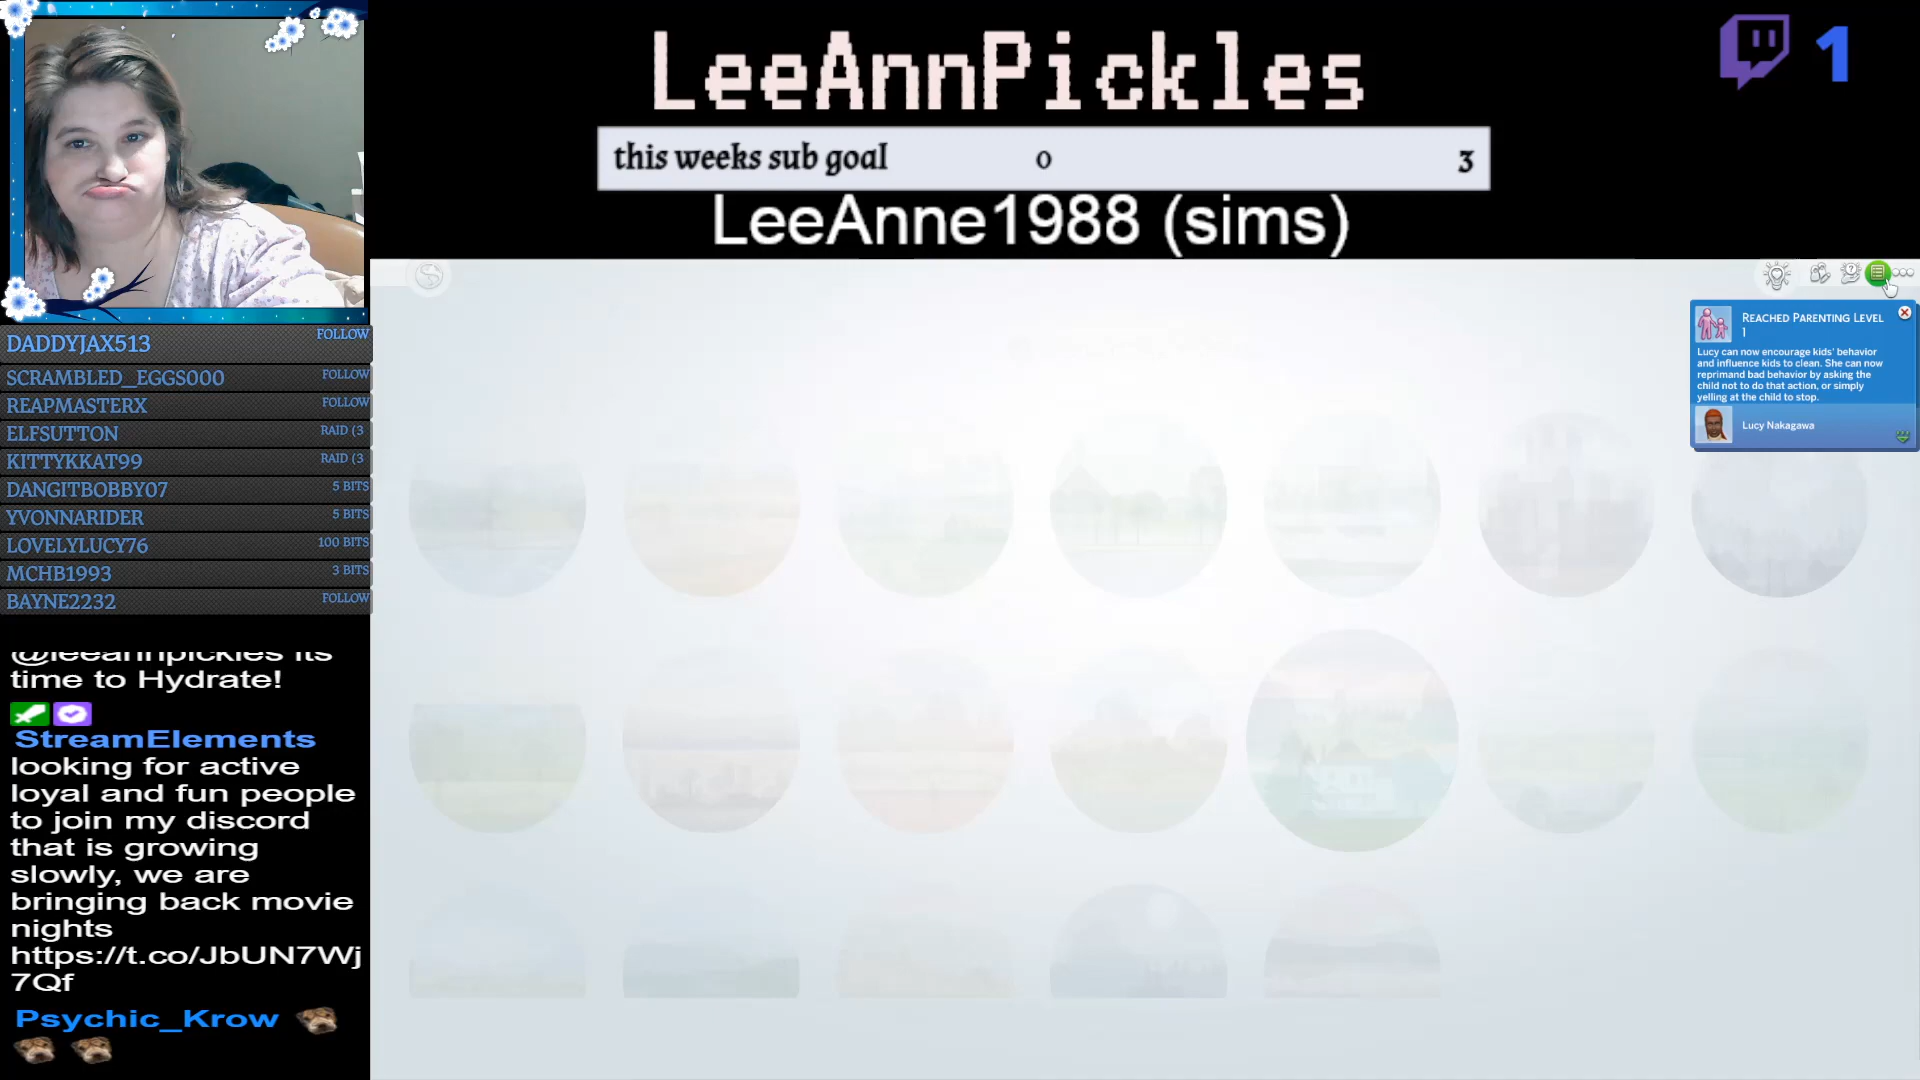 LeeAnnPickles
1
this weeks sub goal 0 3
LeeAnne1988 (sims)
DADDYJAX513 FOLLOW
SCRAMBLED_EGGS000 FOLLOW
REAPMASTERX FOLLOW
ELFSUTTON RAID (3
KITTYKKAT99 RAID (3
DANGITBOBBY07 5 BITS
YVONNARIDER 5 BITS
LOVELYLUCY76 100 BITS
MCHB1993 3 BITS
BAYNE2232 FOLLOW
@leeannpickles its
time to Hydrate!
StreamElements
looking for active
loyal and fun people
to join my discord
that is growing
slowly, we are
bringing back movie
nights
https://t.co/JbUN7Wj
7Qf
Psychic_Krow
REACHED PARENTING LEVEL
1
Lucy can now encourage kids' behavior
and influence kids to clean. She can now
reprimand bad behavior by asking the
child not to do that action, or simply
yelling at the child to stop.
Lucy Nakagawa